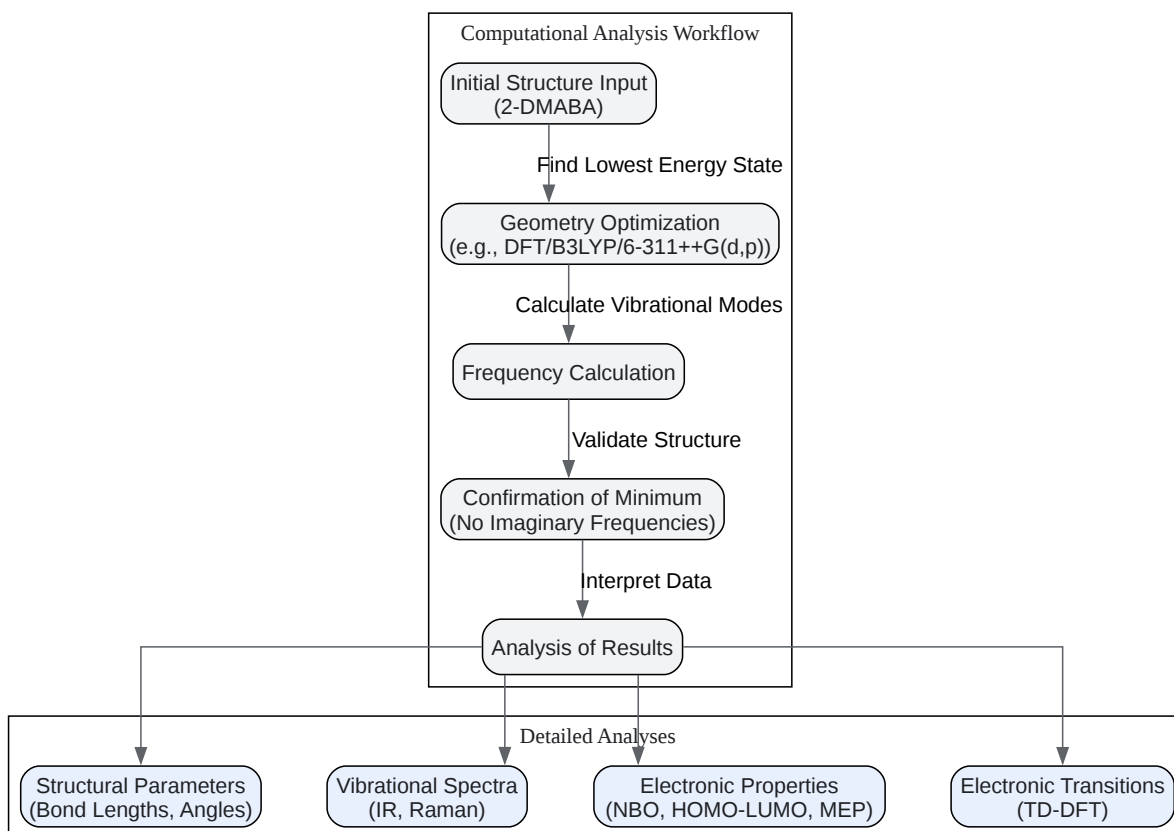 Computational Analysis Workflow
Initial Structure Input
(2-DMABA)
Find Lowest Energy State
Geometry Optimization
(e.g., DFT/B3LYP/6-311++G(d,p))
Calculate Vibrational Modes
Frequency Calculation
Validate Structure
Confirmation of Minimum
(No Imaginary Frequencies)
Interpret Data
Analysis of Results
Detailed Analyses
Structural Parameters
(Bond Lengths, Angles)
Vibrational Spectra
(IR, Raman)
Electronic Properties
(NBO, HOMO-LUMO, MEP)
Electronic Transitions
(TD-DFT)